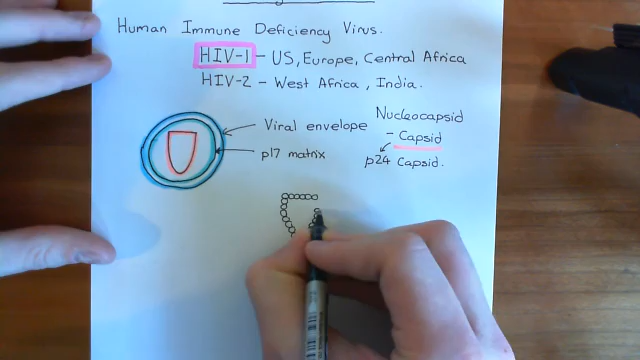 Human Immune Deficiency Virus.
HIV-1 - US, Europe, Central Africa
HIV-2 - West Africa, India.
Nucleocapsid
- Capsid
p24 Capsid.
Viral envelope
p17 matrix